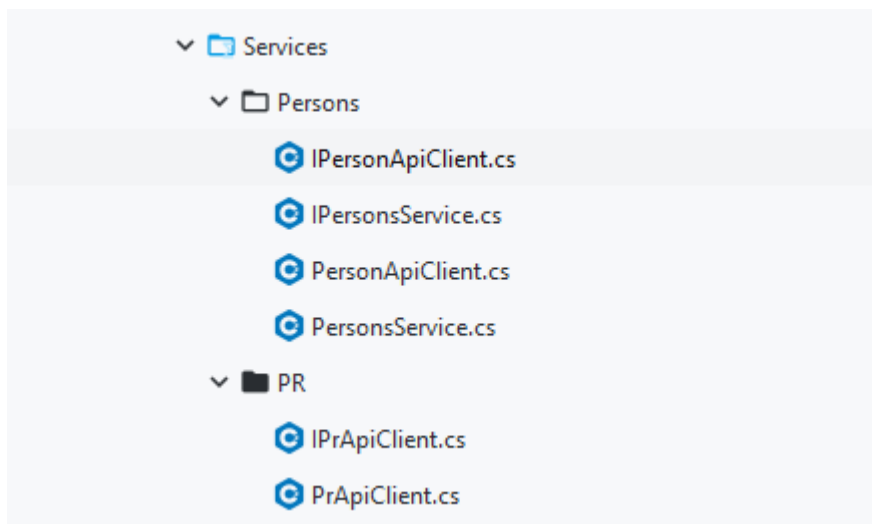 Services
Persons
IPersonApiClient.cs
IPersonsService.cs
PersonApiClient.cs
PersonsService.cs
PR
IPrApiClient.cs
PrApiClient.cs